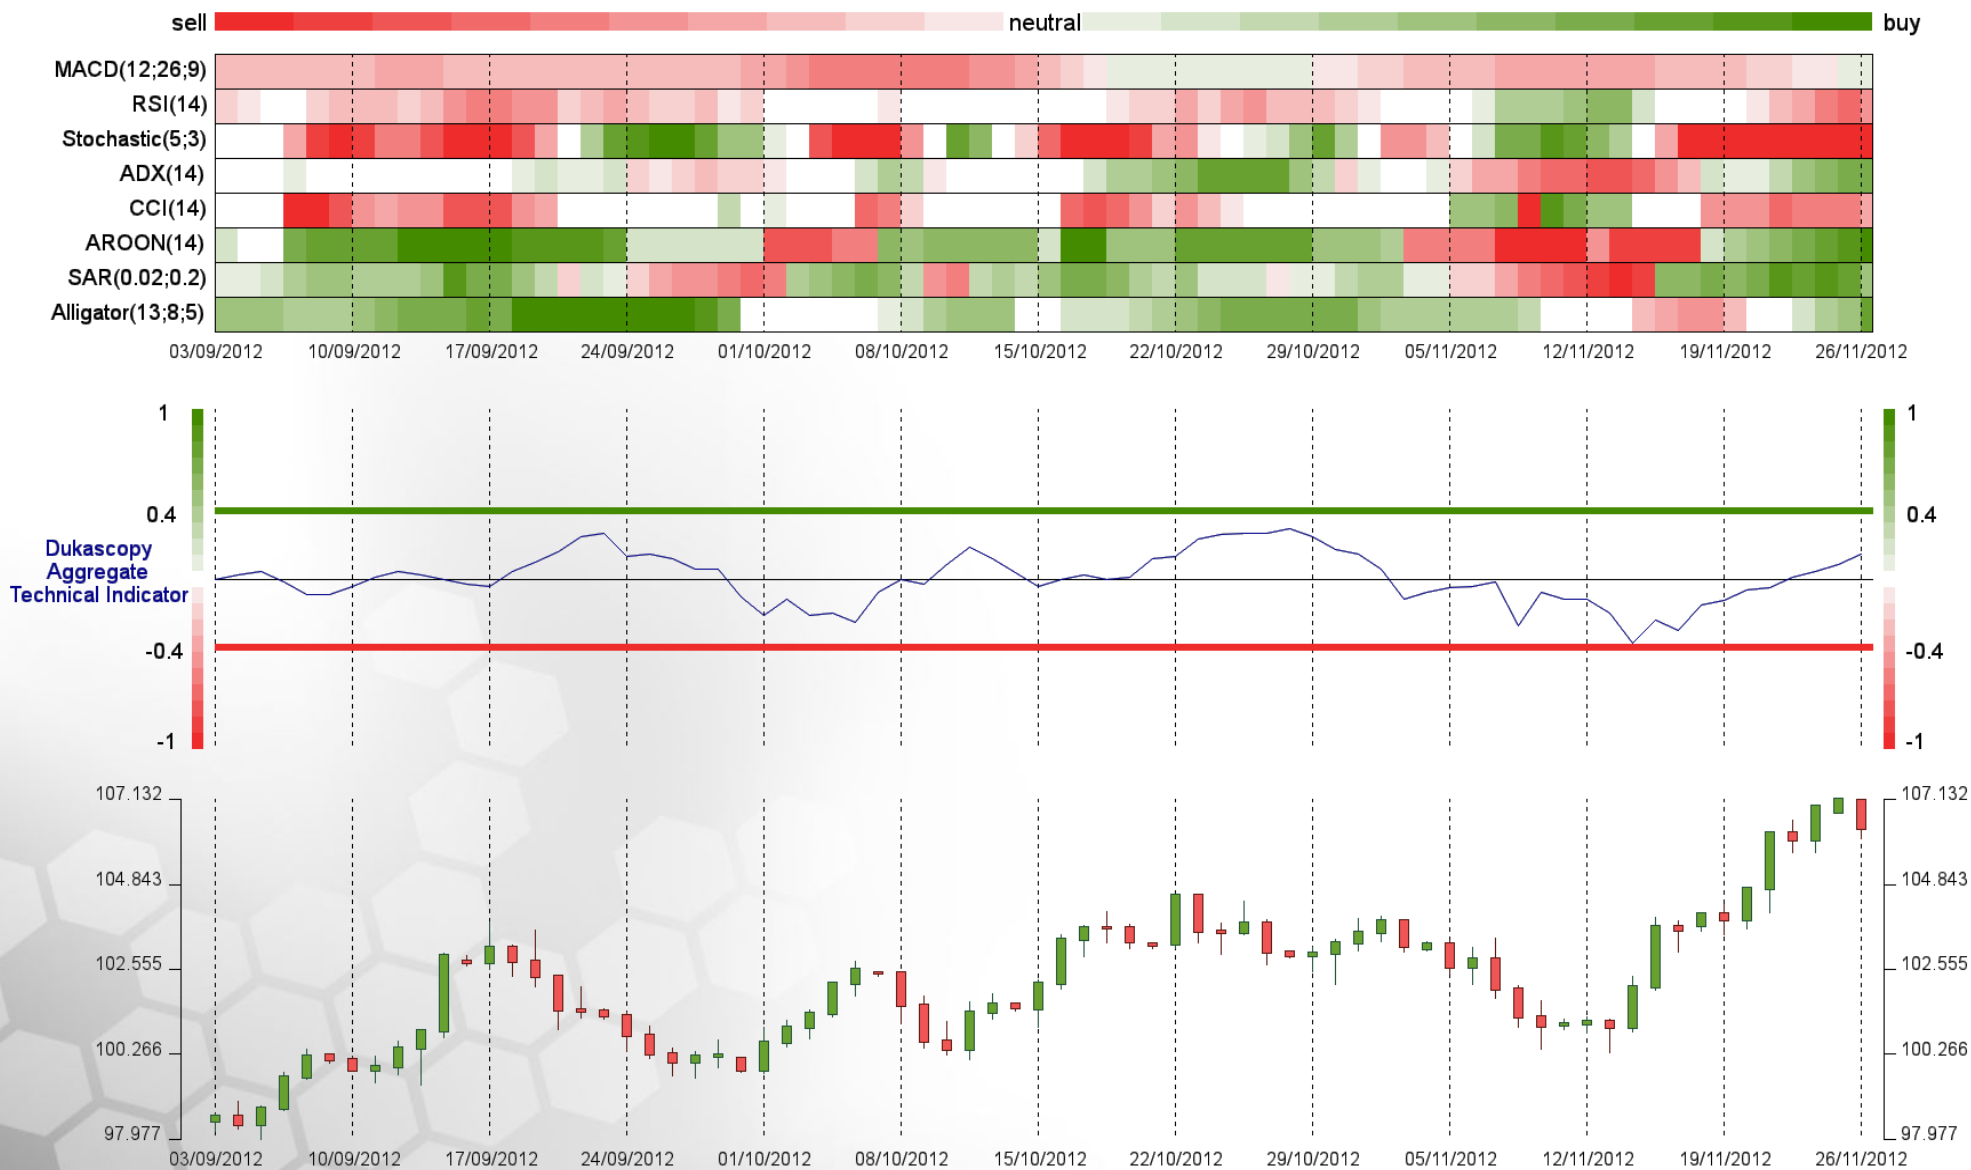 sell neutral buy
MACD(12;26;9)
RSI(14)
Stochastic(5;3)
ADX(14)
CCI(14)
AROON(14)
SAR(0.02;0.2)
Alligator(13;8;5)
03/09/2012 10/09/2012 17/09/2012 24/09/2012 01/10/2012 08/10/2012 15/10/2012 22/10/2012 29/10/2012 05/11/2012 12/11/2012 19/11/2012 26/11/2012
1 1
0.4 0.4
Dukascopy
Aggregate
Technical Indicator
-0.4 -0.4
-1 -1
107.132 107.132
104.843 104.843
102.555 102.555
100.266 100.266
97.977 97.977
03/09/2012 10/09/2012 17/09/2012 24/09/2012 01/10/2012 08/10/2012 15/10/2012 22/10/2012 29/10/2012 05/11/2012 12/11/2012 19/11/2012 26/11/2012